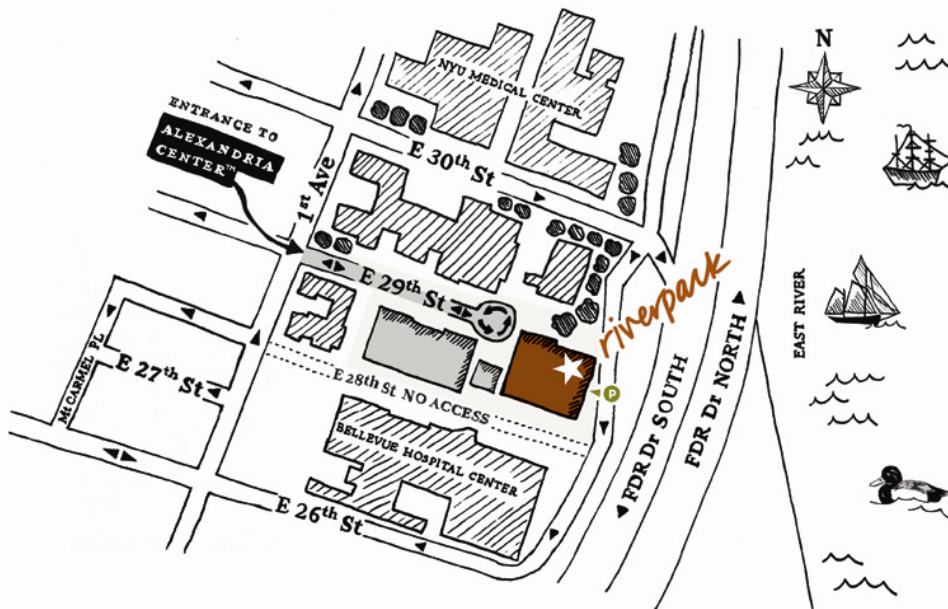 N
NYU MEDICAL CENTER
ENTRANCE TO
ALEXANDRIA
CENTER™
1st Ave
E 30th St
E 29th St
riverpark
EAST RIVER
Mt CARMEL PL
E 27th St
E 28th St NO ACCESS
P
FDR Dr SOUTH
FDR Dr NORTH
BELLEVUE HOSPITAL CENTER
E 26th St